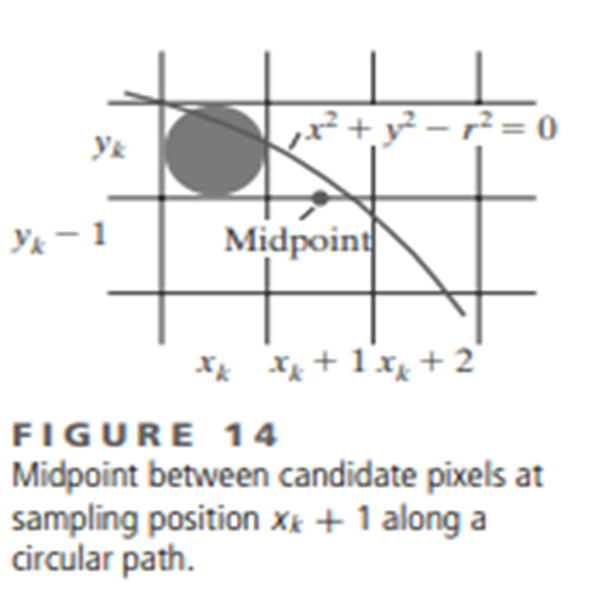 x² + y² − r² = 0
yₖ
yₖ − 1
Midpoint
xₖ xₖ + 1 xₖ + 2
FIGURE 14
Midpoint between candidate pixels at
sampling position xₖ + 1 along a
circular path.